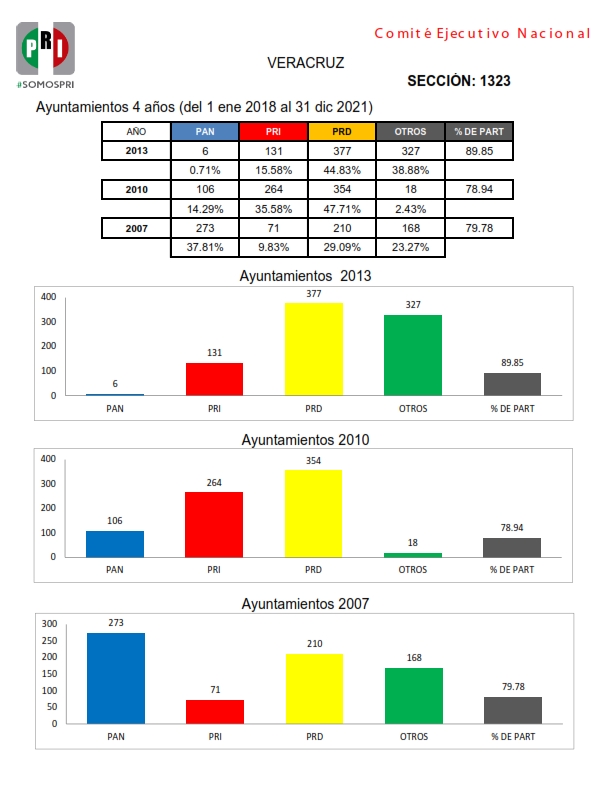 Comité Ejecutivo Nacional
PRI
#SOMOSPRI
VERACRUZ
SECCIÓN: 1323
Ayuntamientos 4 años (del 1 ene 2018 al 31 dic 2021)
AÑO PAN PRI PRD OTROS % DE PART
2013 6 131 377 327 89.85
0.71% 15.58% 44.83% 38.88%
2010 106 264 354 18 78.94
14.29% 35.58% 47.71% 2.43%
2007 273 71 210 168 79.78
37.81% 9.83% 29.09% 23.27%
Ayuntamientos 2013
400
300
200
100
0
6
131
377
327
89.85
PAN PRI PRD OTROS % DE PART
Ayuntamientos 2010
400
300
200
100
0
106
264
354
18
78.94
PAN PRI PRD OTROS % DE PART
Ayuntamientos 2007
300
250
200
150
100
50
0
273
71
210
168
79.78
PAN PRI PRD OTROS % DE PART